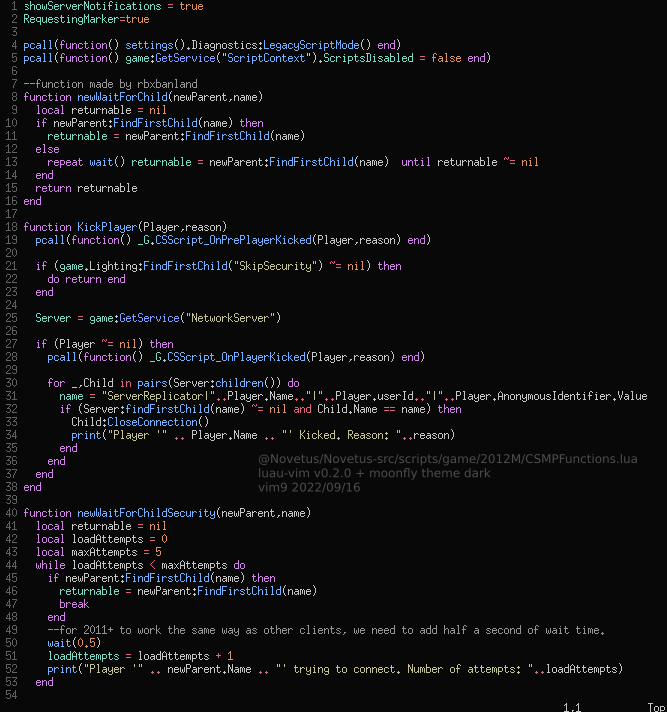 1 showServerNotifications = true
2 RequestingMarker=true
3
4 pcall(function() settings().Diagnostics:LegacyScriptMode() end)
5 pcall(function() game:GetService("ScriptContext").ScriptsDisabled = false end)
6
7 --function made by rbxbanland
8 function newWaitForChild(newParent,name)
9   local returnable = nil
10   if newParent:FindFirstChild(name) then
11     returnable = newParent:FindFirstChild(name)
12   else
13     repeat wait() returnable = newParent:FindFirstChild(name)  until returnable ~= nil
14   end
15   return returnable
16 end
17
18 function KickPlayer(Player,reason)
19   pcall(function() _G.CSScript_OnPrePlayerKicked(Player,reason) end)
20
21   if (game.Lighting:FindFirstChild("SkipSecurity") ~= nil) then
22     do return end
23   end
24
25   Server = game:GetService("NetworkServer")
26
27   if (Player ~= nil) then
28     pcall(function() _G.CSScript_OnPlayerKicked(Player,reason) end)
29
30     for _,Child in pairs(Server:children()) do
31       name = "ServerReplicator|"..Player.Name.."|"..Player.userId.."|"..Player.AnonymousIdentifier.Value
32       if (Server:findFirstChild(name) ~= nil and Child.Name == name) then
33         Child:CloseConnection()
34         print("Player '" .. Player.Name .. "' Kicked. Reason: "..reason)
35       end
36     end
@Novetus/Novetus-src/scripts/game/2012M/CSMPFunctions.lua
37   end
luau-vim v0.2.0 + moonfly theme dark
38 end
vim9 2022/09/16
39
40 function newWaitForChildSecurity(newParent,name)
41   local returnable = nil
42   local loadAttempts = 0
43   local maxAttempts = 5
44   while loadAttempts < maxAttempts do
45     if newParent:FindFirstChild(name) then
46       returnable = newParent:FindFirstChild(name)
47       break
48     end
49     --for 2011+ to work the same way as other clients, we need to add half a second of wait time.
50     wait(0.5)
51     loadAttempts = loadAttempts + 1
52     print("Player '" .. newParent.Name .. "' trying to connect. Number of attempts: "..loadAttempts)
53   end
54
1,1 Top